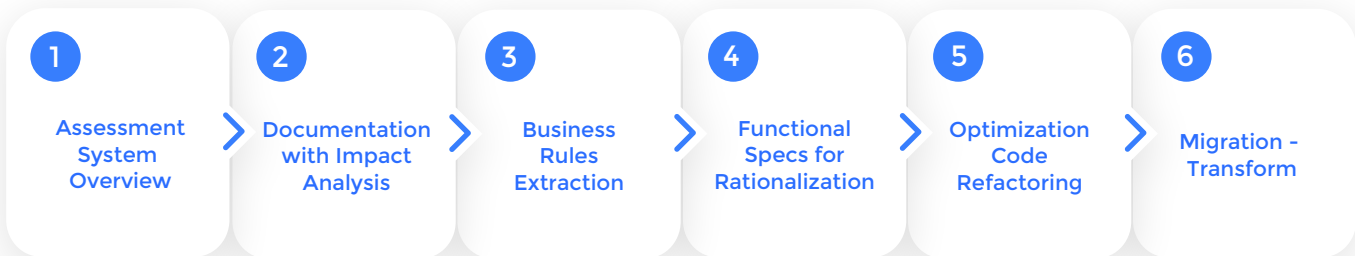 1
Assessment
System
Overview
2
Documentation
with Impact
Analysis
3
Business
Rules
Extraction
4
Functional
Specs for
Rationalization
5
Optimization
Code
Refactoring
6
Migration -
Transform